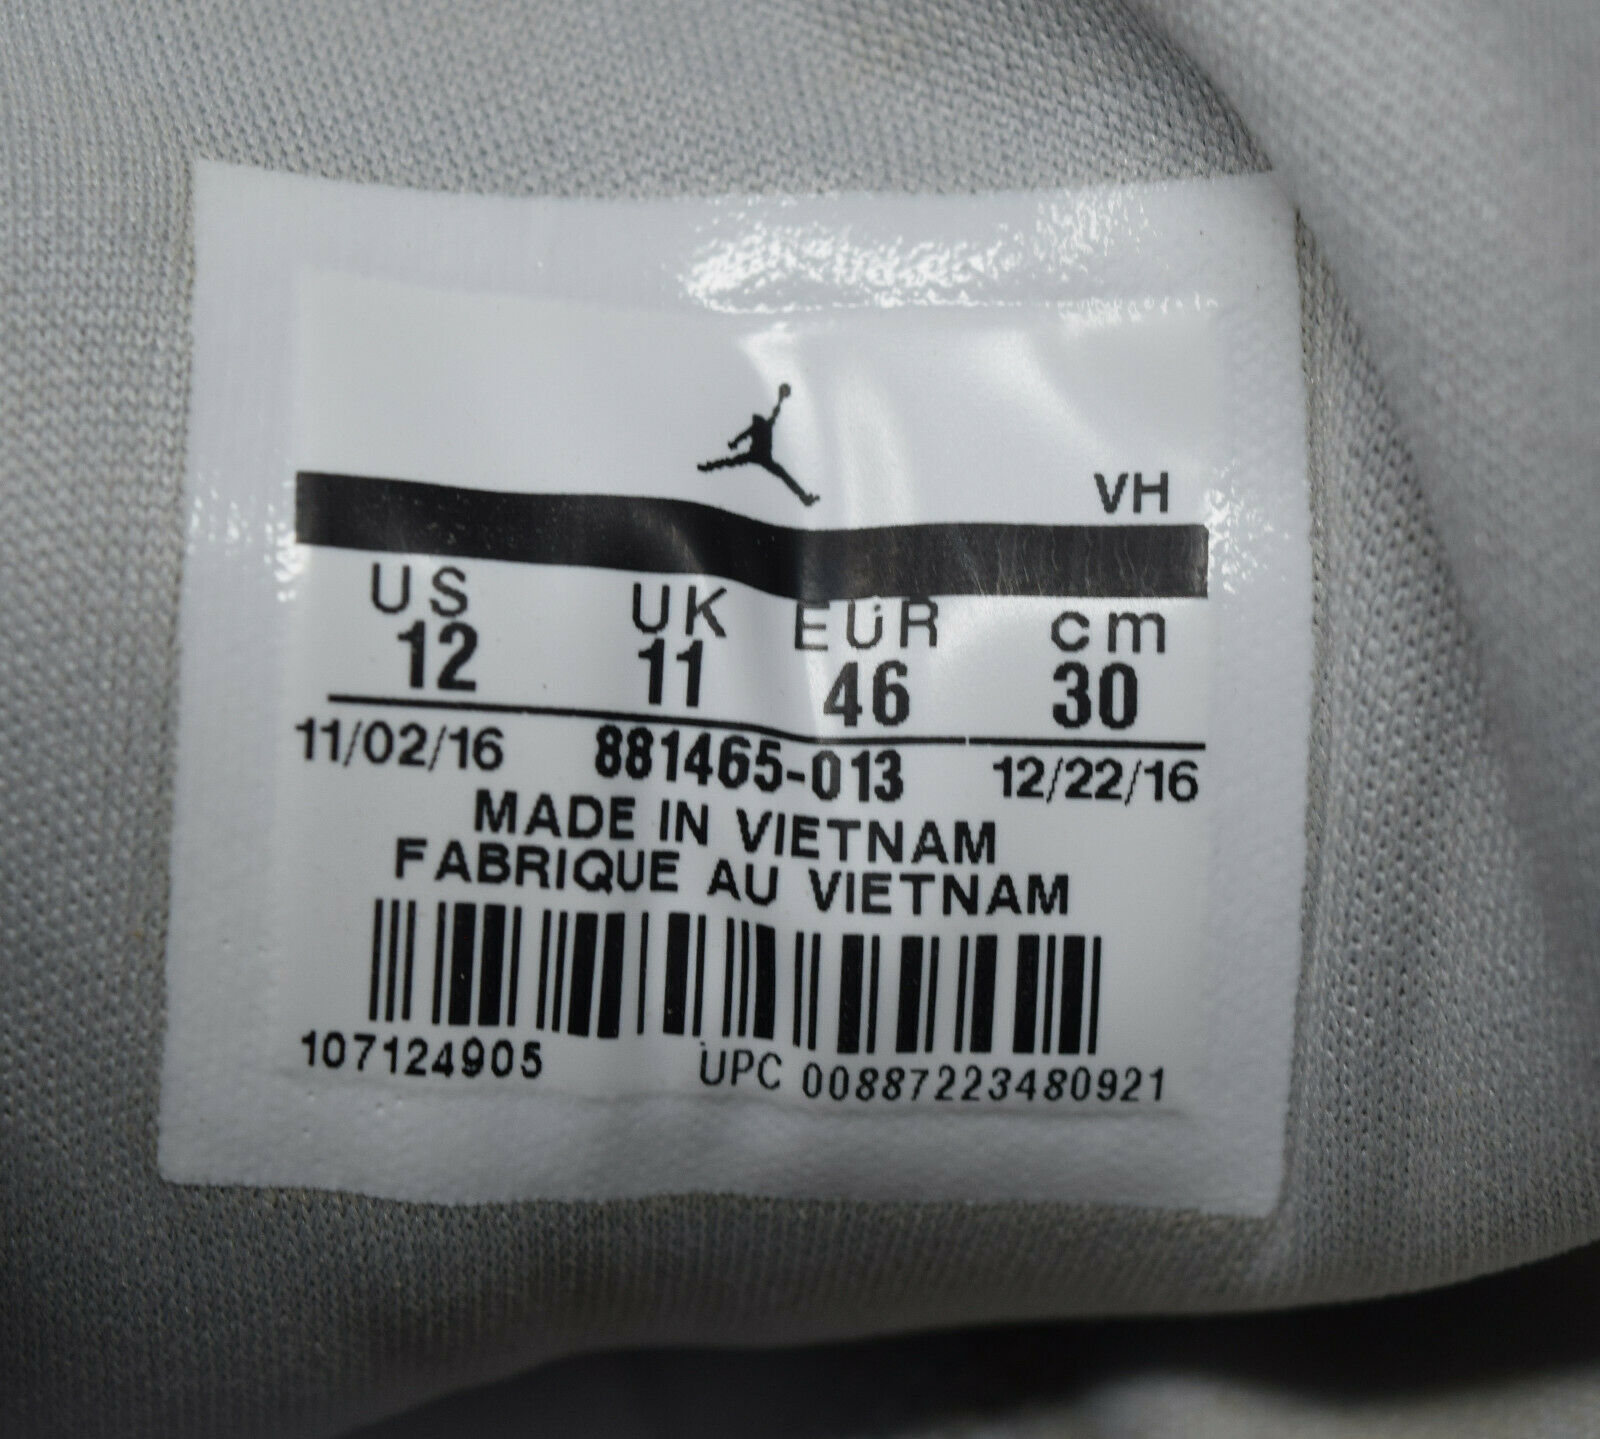 VH
US UK EUR cm
12 11 46 30
11/02/16 881465-013 12/22/16
MADE IN VIETNAM
FABRIQUE AU VIETNAM
107124905 UPC 00887223480921